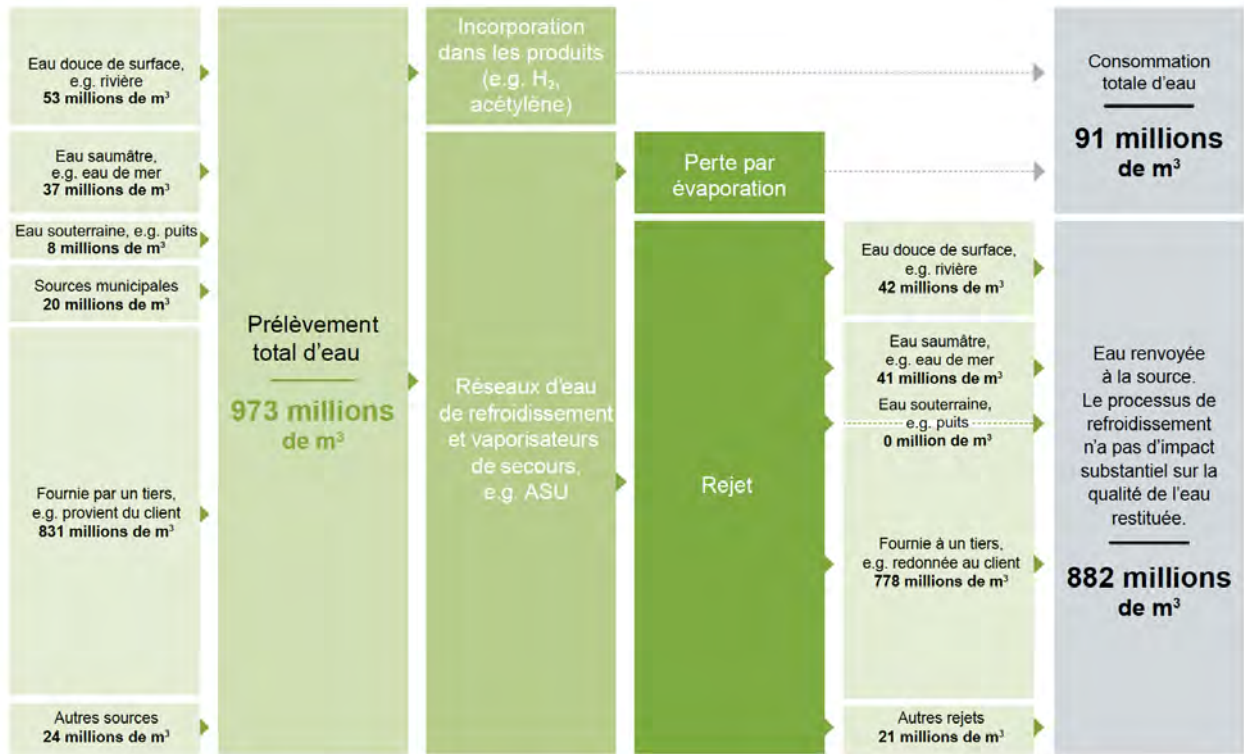 Eau douce de surface,
e.g. rivière
53 millions de m³
Eau saumâtre,
e.g. eau de mer
37 millions de m³
Eau souterraine, e.g. puits
8 millions de m³
Sources municipales
20 millions de m³
Fournie par un tiers,
e.g. provient du client
831 millions de m³
Autres sources
24 millions de m³
Prélèvement
total d'eau
973 millions
de m³
Incorporation
dans les produits
(e.g. H₂,
acétylène)
Réseaux d'eau
de refroidissement
et vaporisateurs
de secours,
e.g. ASU
Perte par
évaporation
Rejet
Eau douce de surface,
e.g. rivière
42 millions de m³
Eau saumâtre,
e.g. eau de mer
41 millions de m³
Eau souterraine,
e.g. puits
0 million de m³
Fournie à un tiers,
e.g. redonnée au client
778 millions de m³
Autres rejets
21 millions de m³
Consommation
totale d'eau
91 millions
de m³
Eau renvoyée
à la source.
Le processus de
refroidissement
n'a pas d'impact
substantiel sur la
qualité de l'eau
restituée.
882 millions
de m³